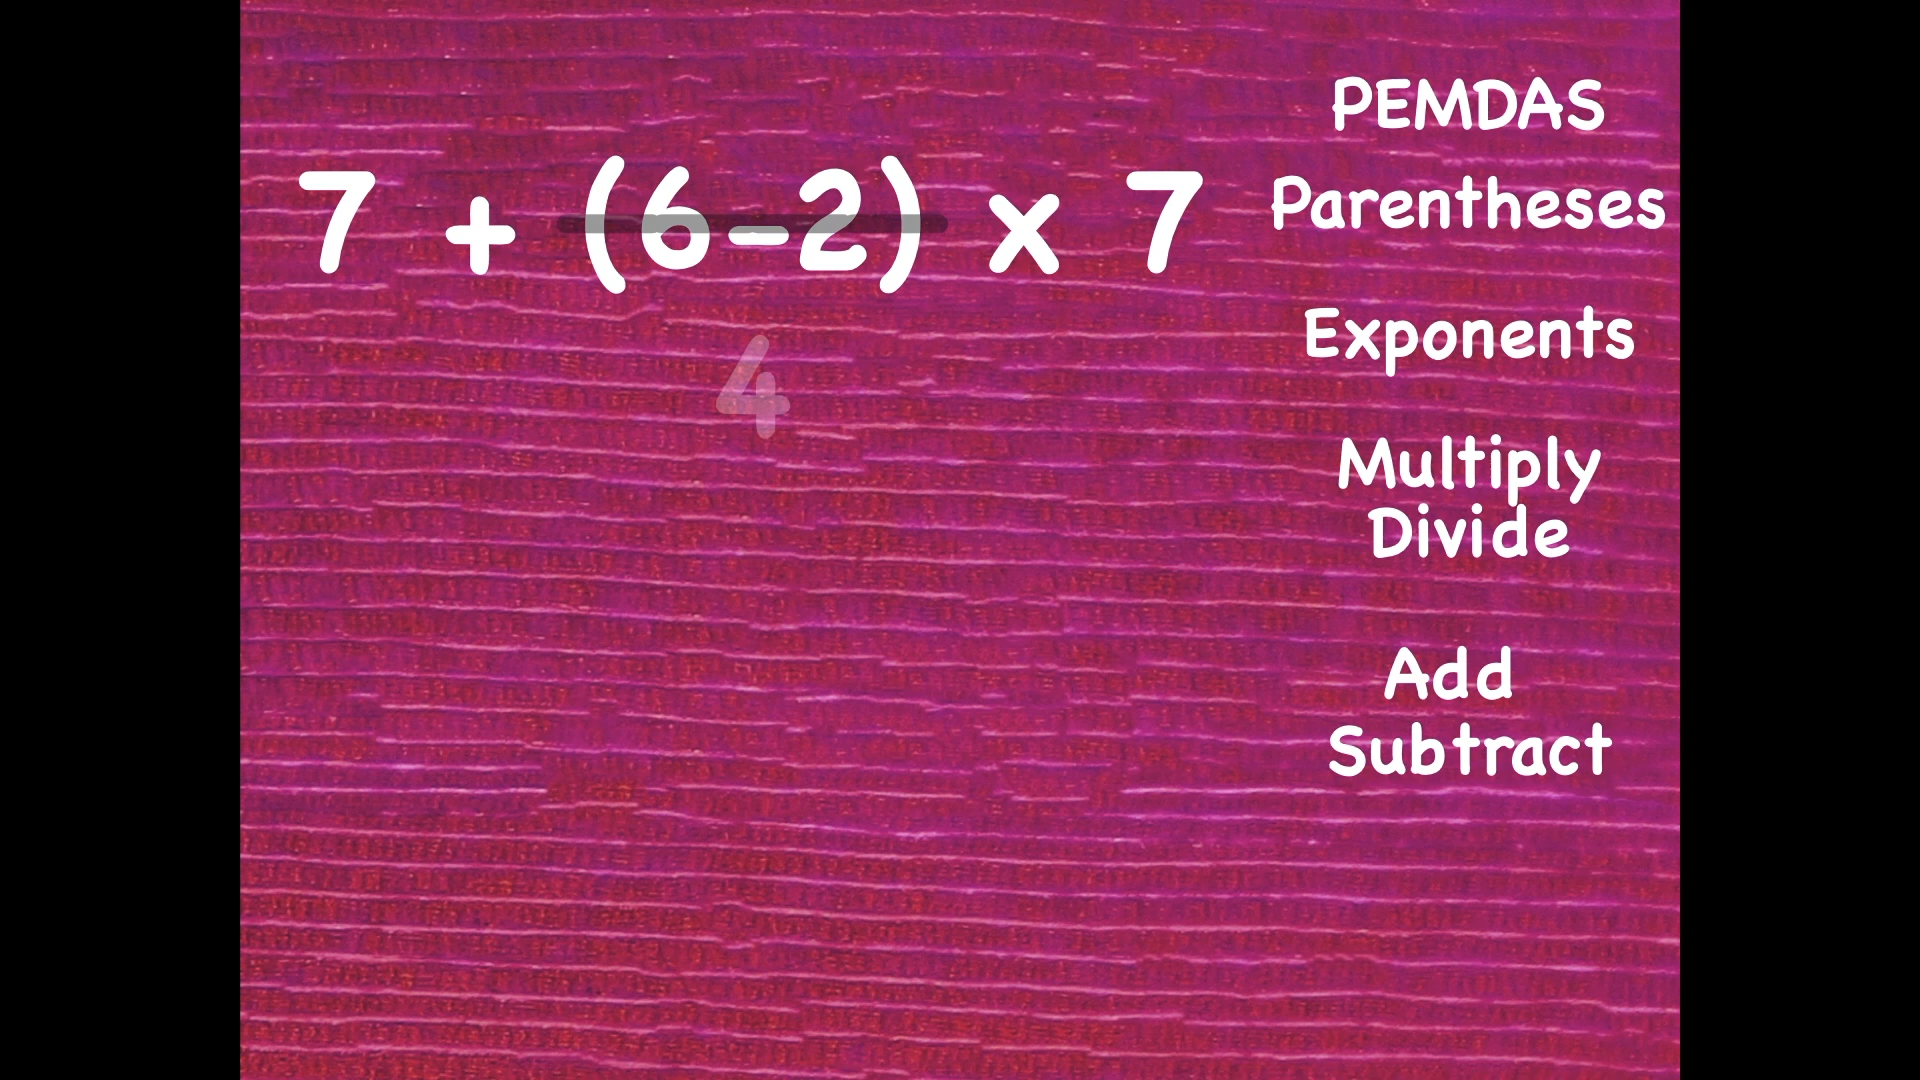 PEMDAS
7 + (6-2) x 7
Parentheses
Exponents
4
Multiply
Divide
Add
Subtract